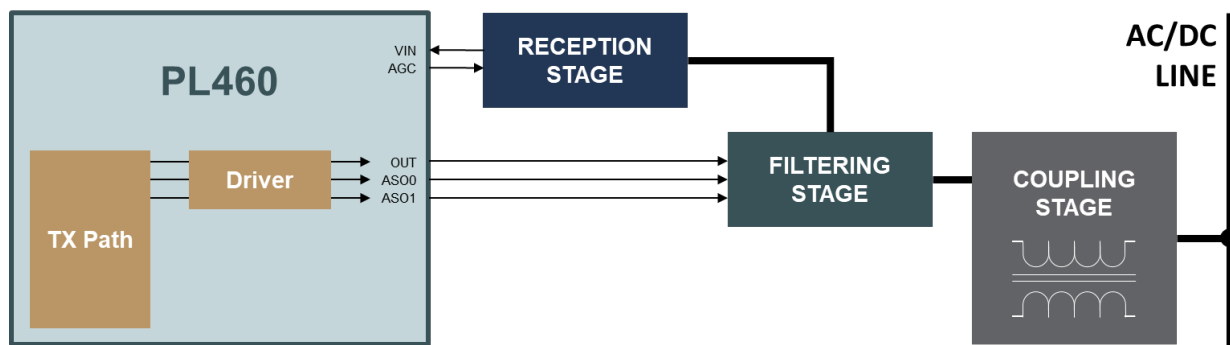 PL460
VIN
AGC
RECEPTION
STAGE
AC/DC
LINE
TX Path
Driver
OUT
ASO0
ASO1
FILTERING
STAGE
COUPLING
STAGE